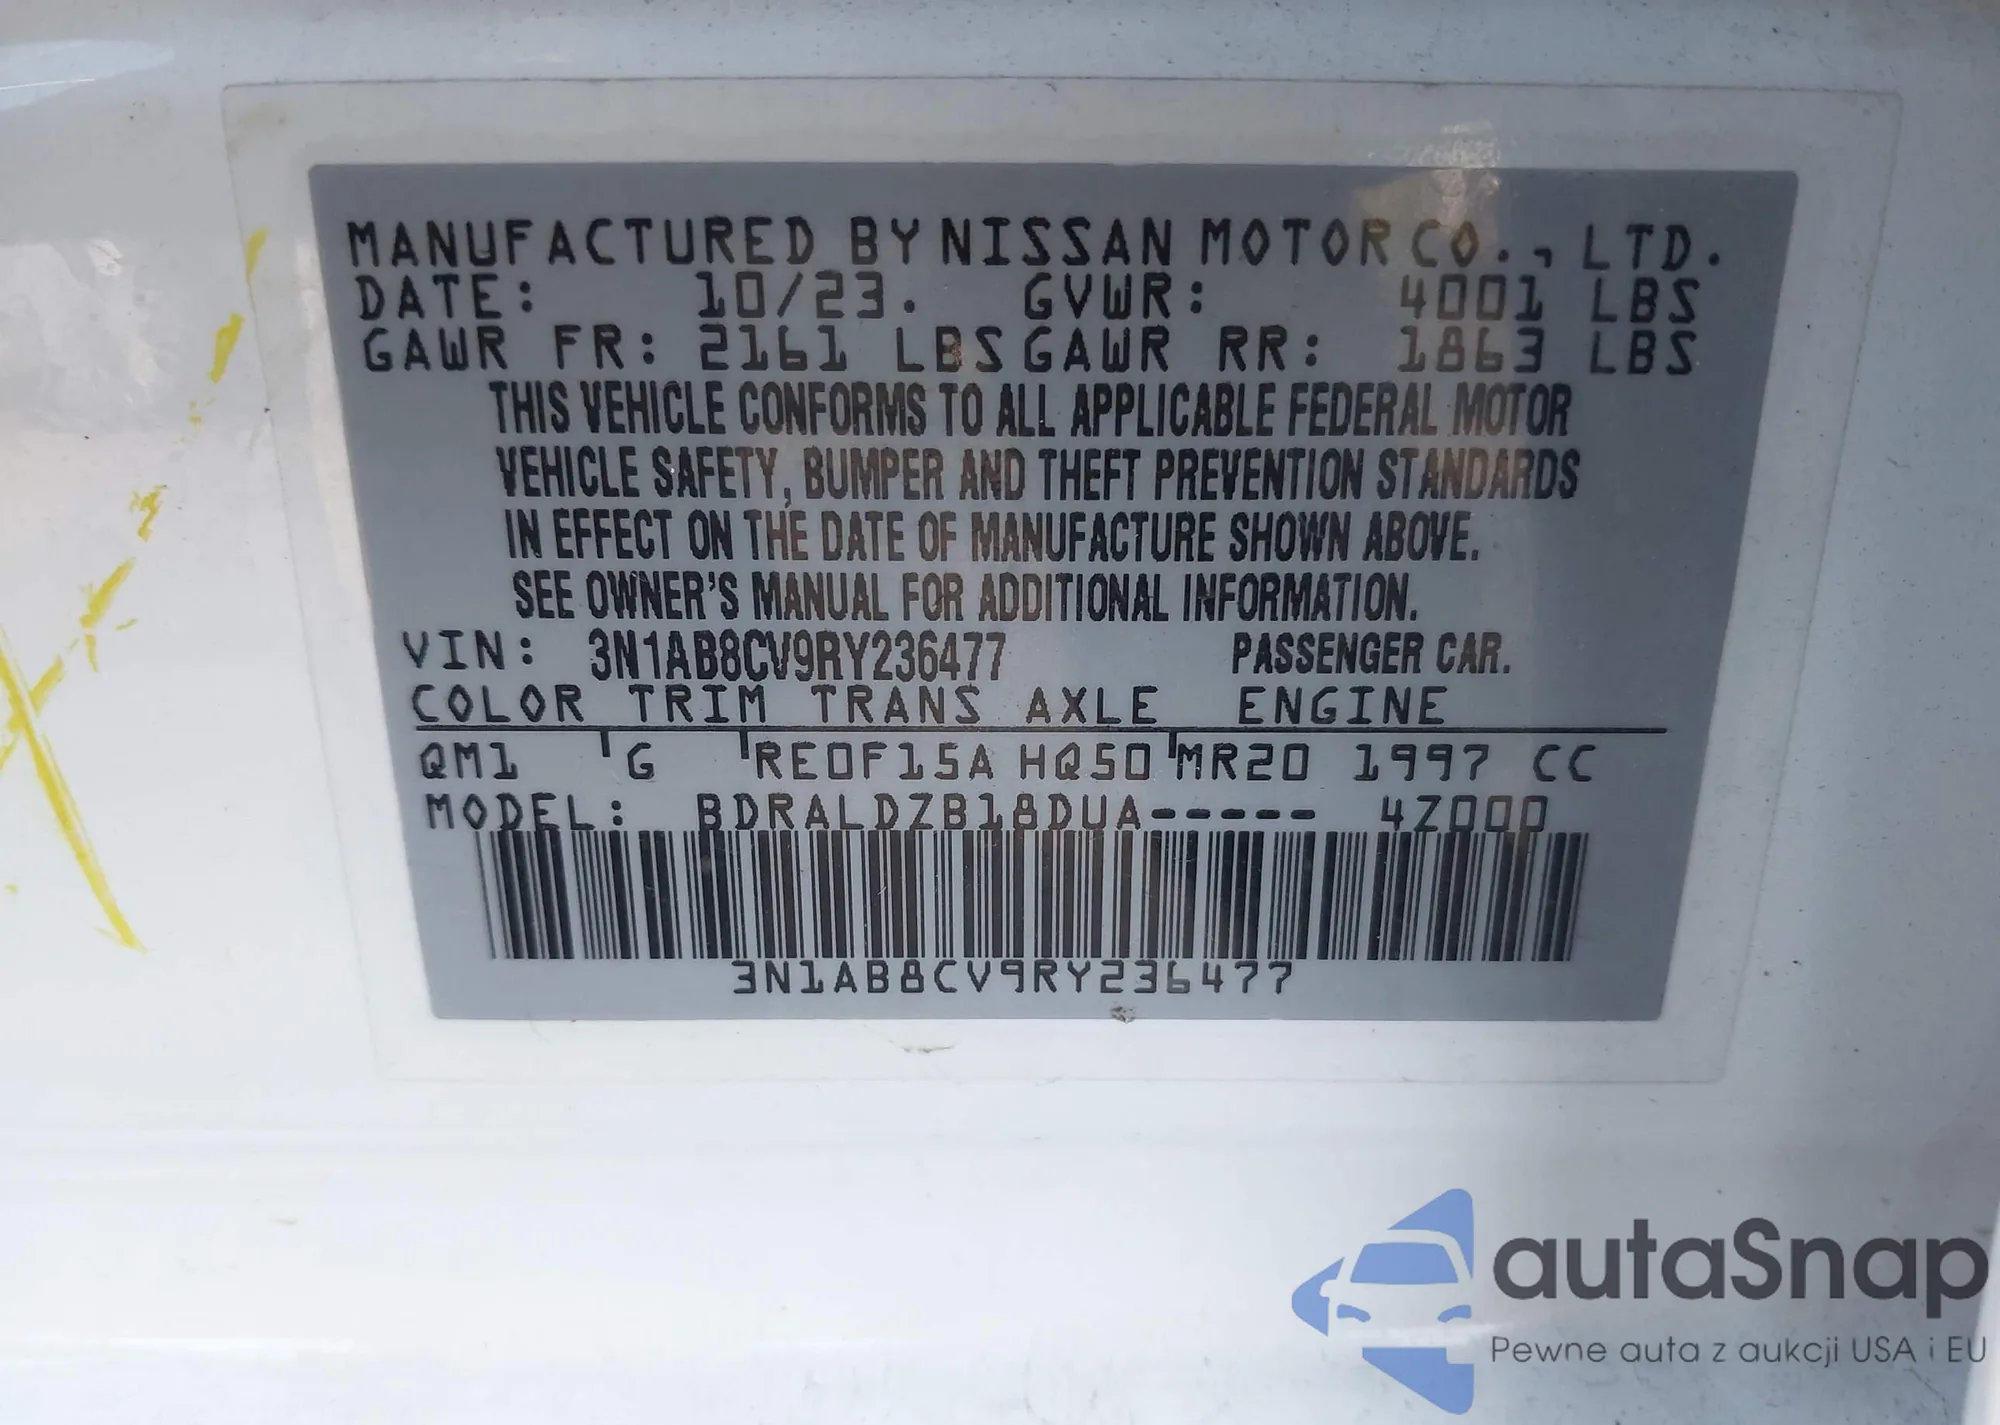 MANUFACTURED BY NISSAN MOTOR CO., LTD.
DATE: 10/23. GVWR: 4001 LBS
GAWR FR: 2161 LBS GAWR RR: 1863 LBS
THIS VEHICLE CONFORMS TO ALL APPLICABLE FEDERAL MOTOR
VEHICLE SAFETY, BUMPER AND THEFT PREVENTION STANDARDS
IN EFFECT ON THE DATE OF MANUFACTURE SHOWN ABOVE.
SEE OWNER'S MANUAL FOR ADDITIONAL INFORMATION.
VIN: 3N1AB8CV9RY236477 PASSENGER CAR.
COLOR TRIM TRANS AXLE ENGINE
QM1 G RE0F15A HQ50 MR20 1997 CC
MODEL: BDRALDZB18DUA----- 4Z000
3N1AB8CV9RY236477
autaSnap
Pewne auta z aukcji USA i EU